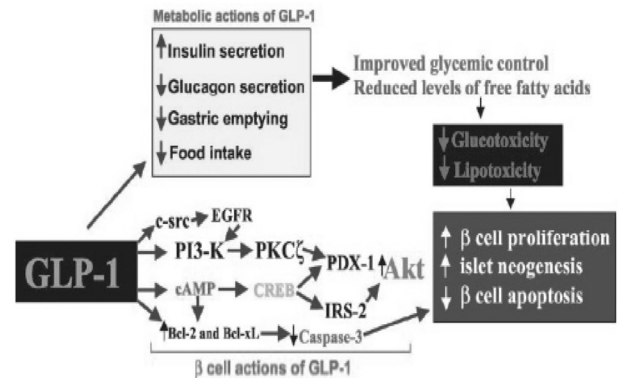 Metabolic actions of GLP-1
↑ Insulin secretion
↓ Glucagon secretion
↓ Gastric emptying
↓ Food intake
Improved glycemic control
Reduced levels of free fatty acids
↓ Glucotoxicity
↓ Lipotoxicity
c-src
EGFR
PI3-K
PKCζ
GLP-1
cAMP
CREB
PDX-1
↑
Akt
IRS-2
↑ Bcl-2 and Bcl-xL
↓ Caspase-3
↑ β cell proliferation
↑ islet neogenesis
↓ β cell apoptosis
β cell actions of GLP-1